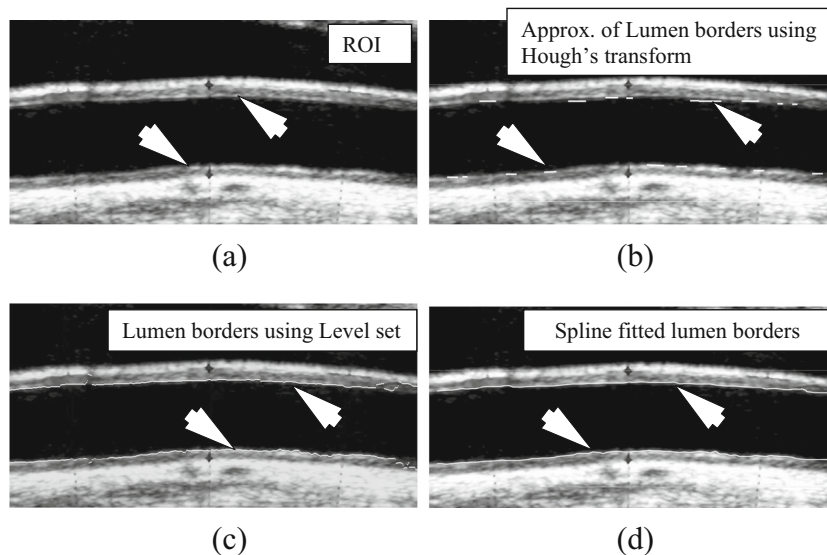 ROI
Approx. of Lumen borders using
Hough’s transform
(a)
(b)
Lumen borders using Level set
Spline fitted lumen borders
(c)
(d)